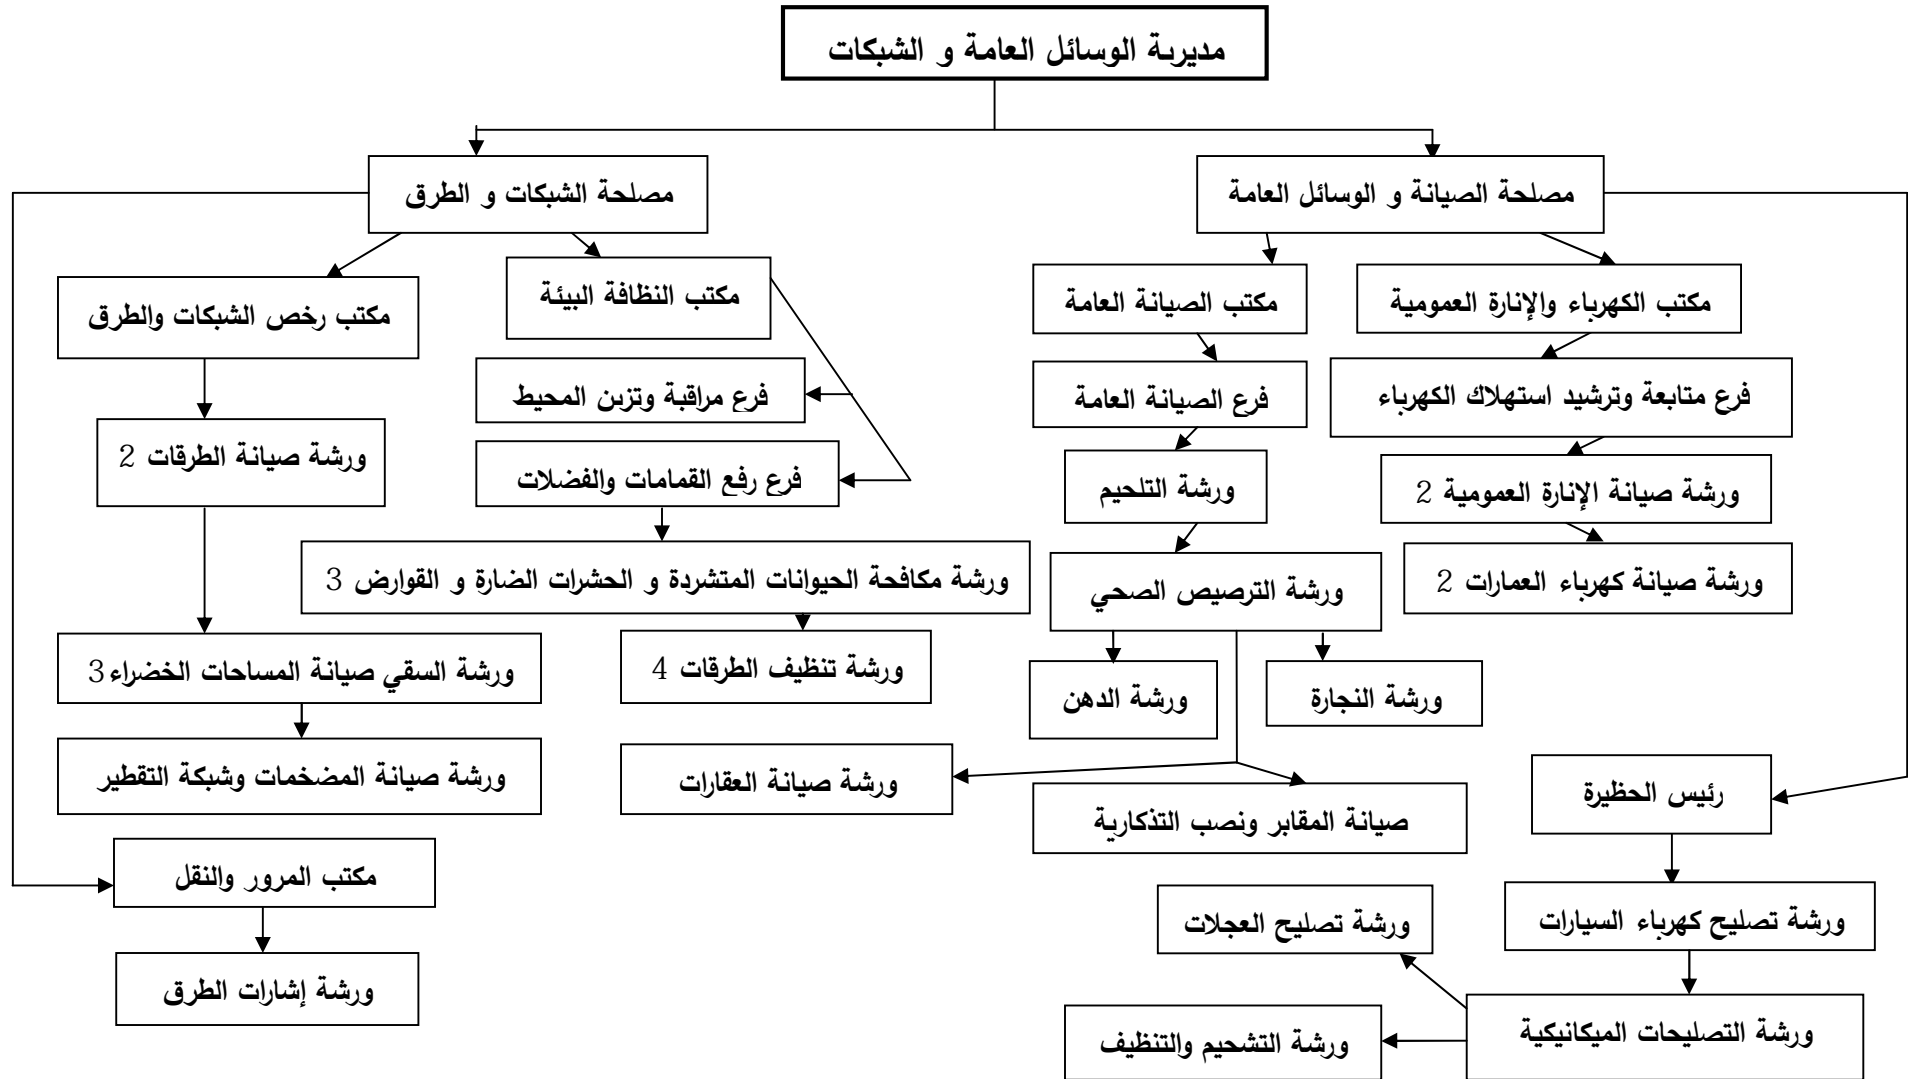 مديرية الوسائل العامة و الشبكات
مصلحة الصيانة و الوسائل العامة
مصلحة الشبكات و الطرق
مكتب الكهرباء والإنارة العمومية
مكتب الصيانة العامة
مكتب النظافة البيئة
مكتب رخص الشبكات والطرق
فرع متابعة وترشيد استهلاك الكهرباء
فرع الصيانة العامة
فرع مراقبة وتزين المحيط
ورشة صيانة الطرقات 2
ورشة صيانة الإنارة العمومية 2
ورشة التلحيم
فرع رفع القمامات والفضلات
ورشة صيانة كهرباء العمارات 2
ورشة الترصيص الصحي
ورشة مكافحة الحيوانات المتشردة و الحشرات الضارة و القوارض 3
ورشة النجارة
ورشة الدهن
ورشة تنظيف الطرقات 4
ورشة السقي صيانة المساحات الخضراء 3
رئيس الحظيرة
صيانة المقابر ونصب التذكارية
ورشة صيانة العقارات
ورشة صيانة المضخمات وشبكة التقطير
مكتب المرور والنقل
ورشة تصليح كهرباء السيارات
ورشة تصليح العجلات
ورشة إشارات الطرق
ورشة التصليحات الميكانيكية
ورشة التشحيم والتنظيف